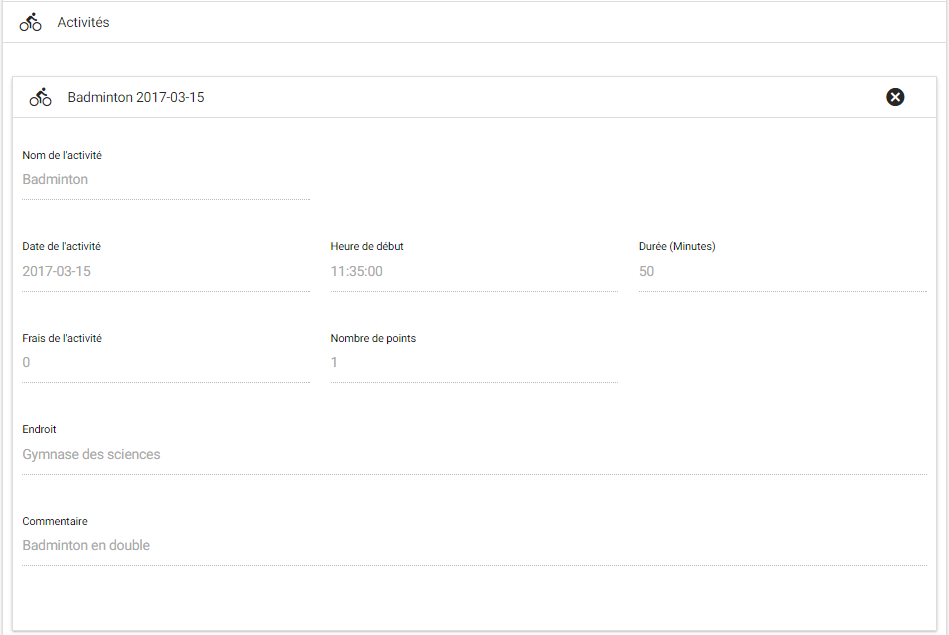 Activités
Badminton 2017-03-15
Nom de l'activité
Badminton
Date de l'activité Heure de début Durée (Minutes)
2017-03-15 11:35:00 50
Frais de l'activité Nombre de points
0 1
Endroit
Gymnase des sciences
Commentaire
Badminton en double